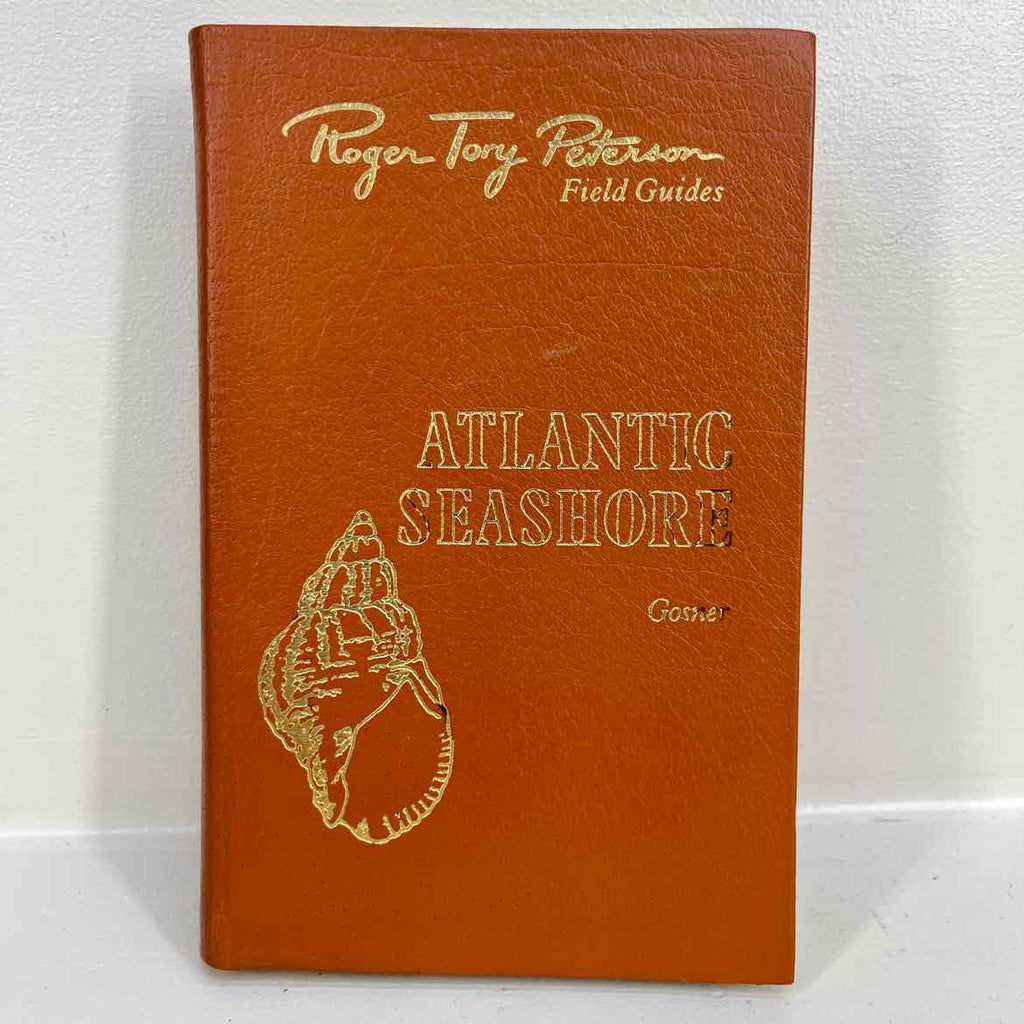 Roger Tory Peterson
Field Guides
ATLANTIC
SEASHORE
Gosner